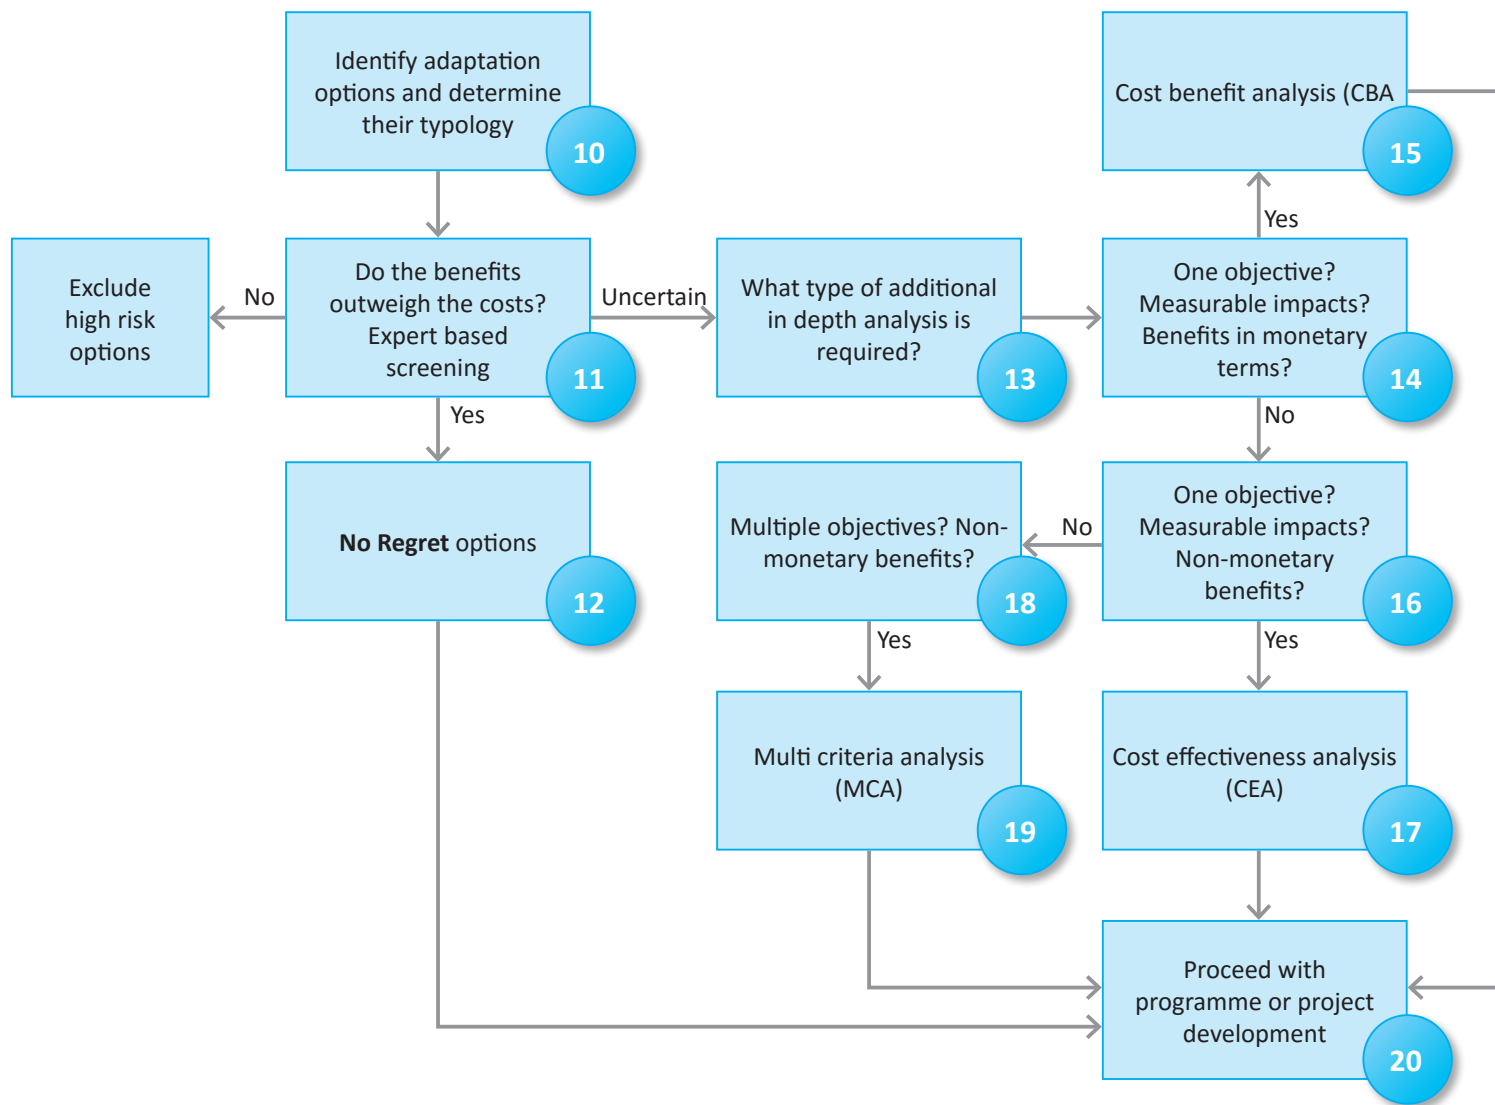 Identify adaptation
options and determine
their typology
10
Cost benefit analysis (CBA
15
Yes
Exclude
high risk
options
No
Do the benefits
outweigh the costs?
Expert based
screening
11
Uncertain
What type of additional
in depth analysis is
required?
13
One objective?
Measurable impacts?
Benefits in monetary
terms?
14
Yes
No
No Regret options
12
Multiple objectives? Non-
monetary benefits?
18
No
One objective?
Measurable impacts?
Non-monetary
benefits?
16
Yes
Yes
Multi criteria analysis
(MCA)
19
Cost effectiveness analysis
(CEA)
17
Proceed with
programme or project
development
20